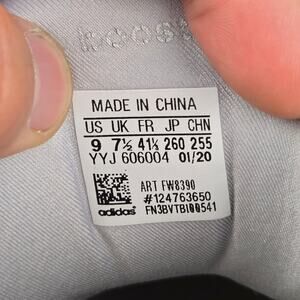 boost
MADE IN CHINA
US UK FR JP CHN
9 7½ 41⅓ 260 255
YYJ 606004 01/20
ART FW8390
#124763650
adidas® FN3BVTBI00541